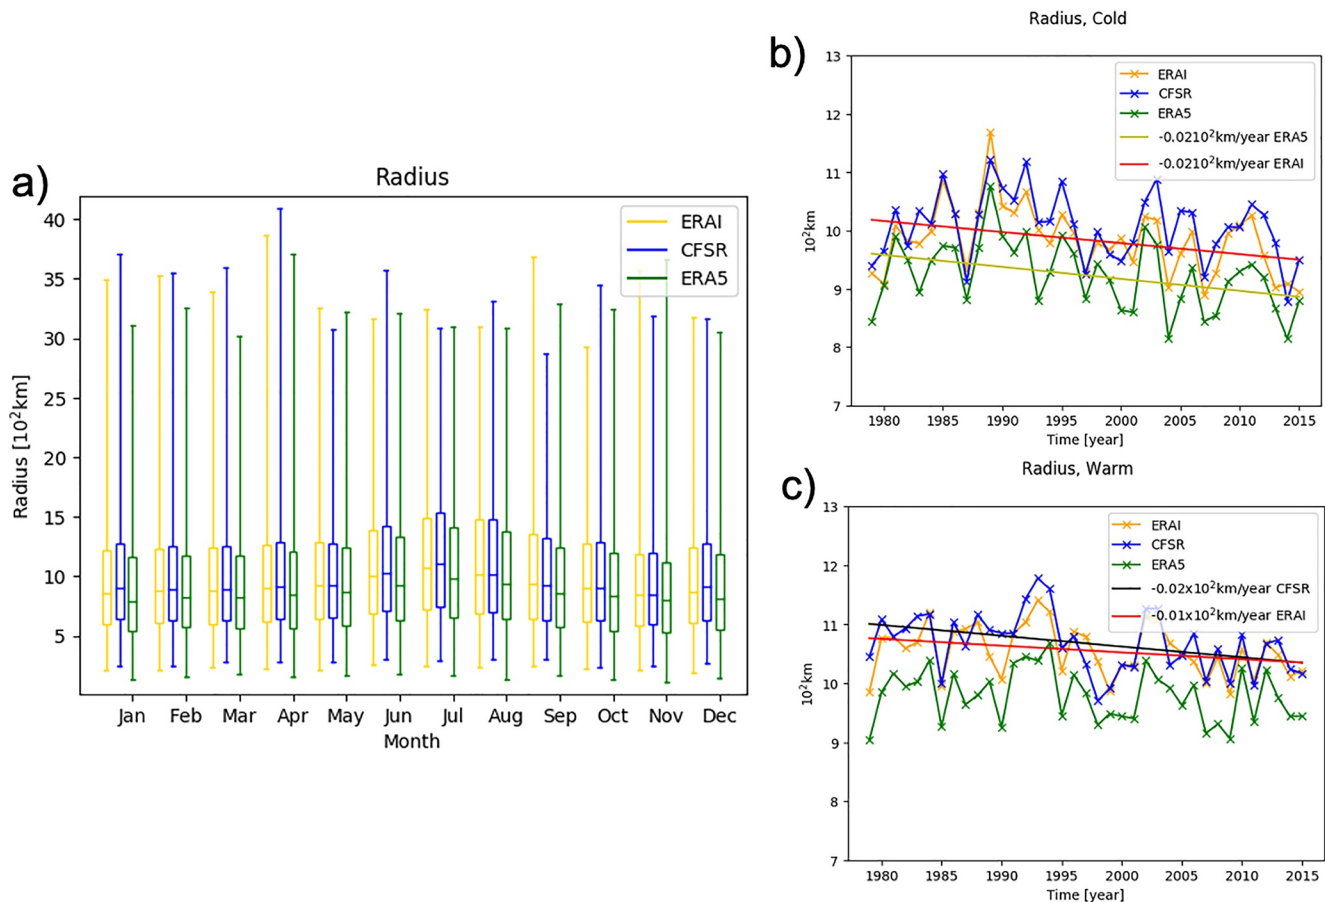 a)
Radius
ERAI
CFSR
ERA5
40
35
30
25
20
15
10
5
Radius [10²km]
Jan Feb Mar Apr May Jun Jul Aug Sep Oct Nov Dec
Month
b)
Radius, Cold
ERAI
CFSR
ERA5
-0.0210²km/year ERA5
-0.0210²km/year ERAI
13
12
11
10
9
8
7
10²km
1980 1985 1990 1995 2000 2005 2010 2015
Time [year]
c)
Radius, Warm
ERAI
CFSR
ERA5
-0.02x10²km/year CFSR
-0.01x10²km/year ERAI
13
12
11
10
9
8
7
10²km
1980 1985 1990 1995 2000 2005 2010 2015
Time [year]